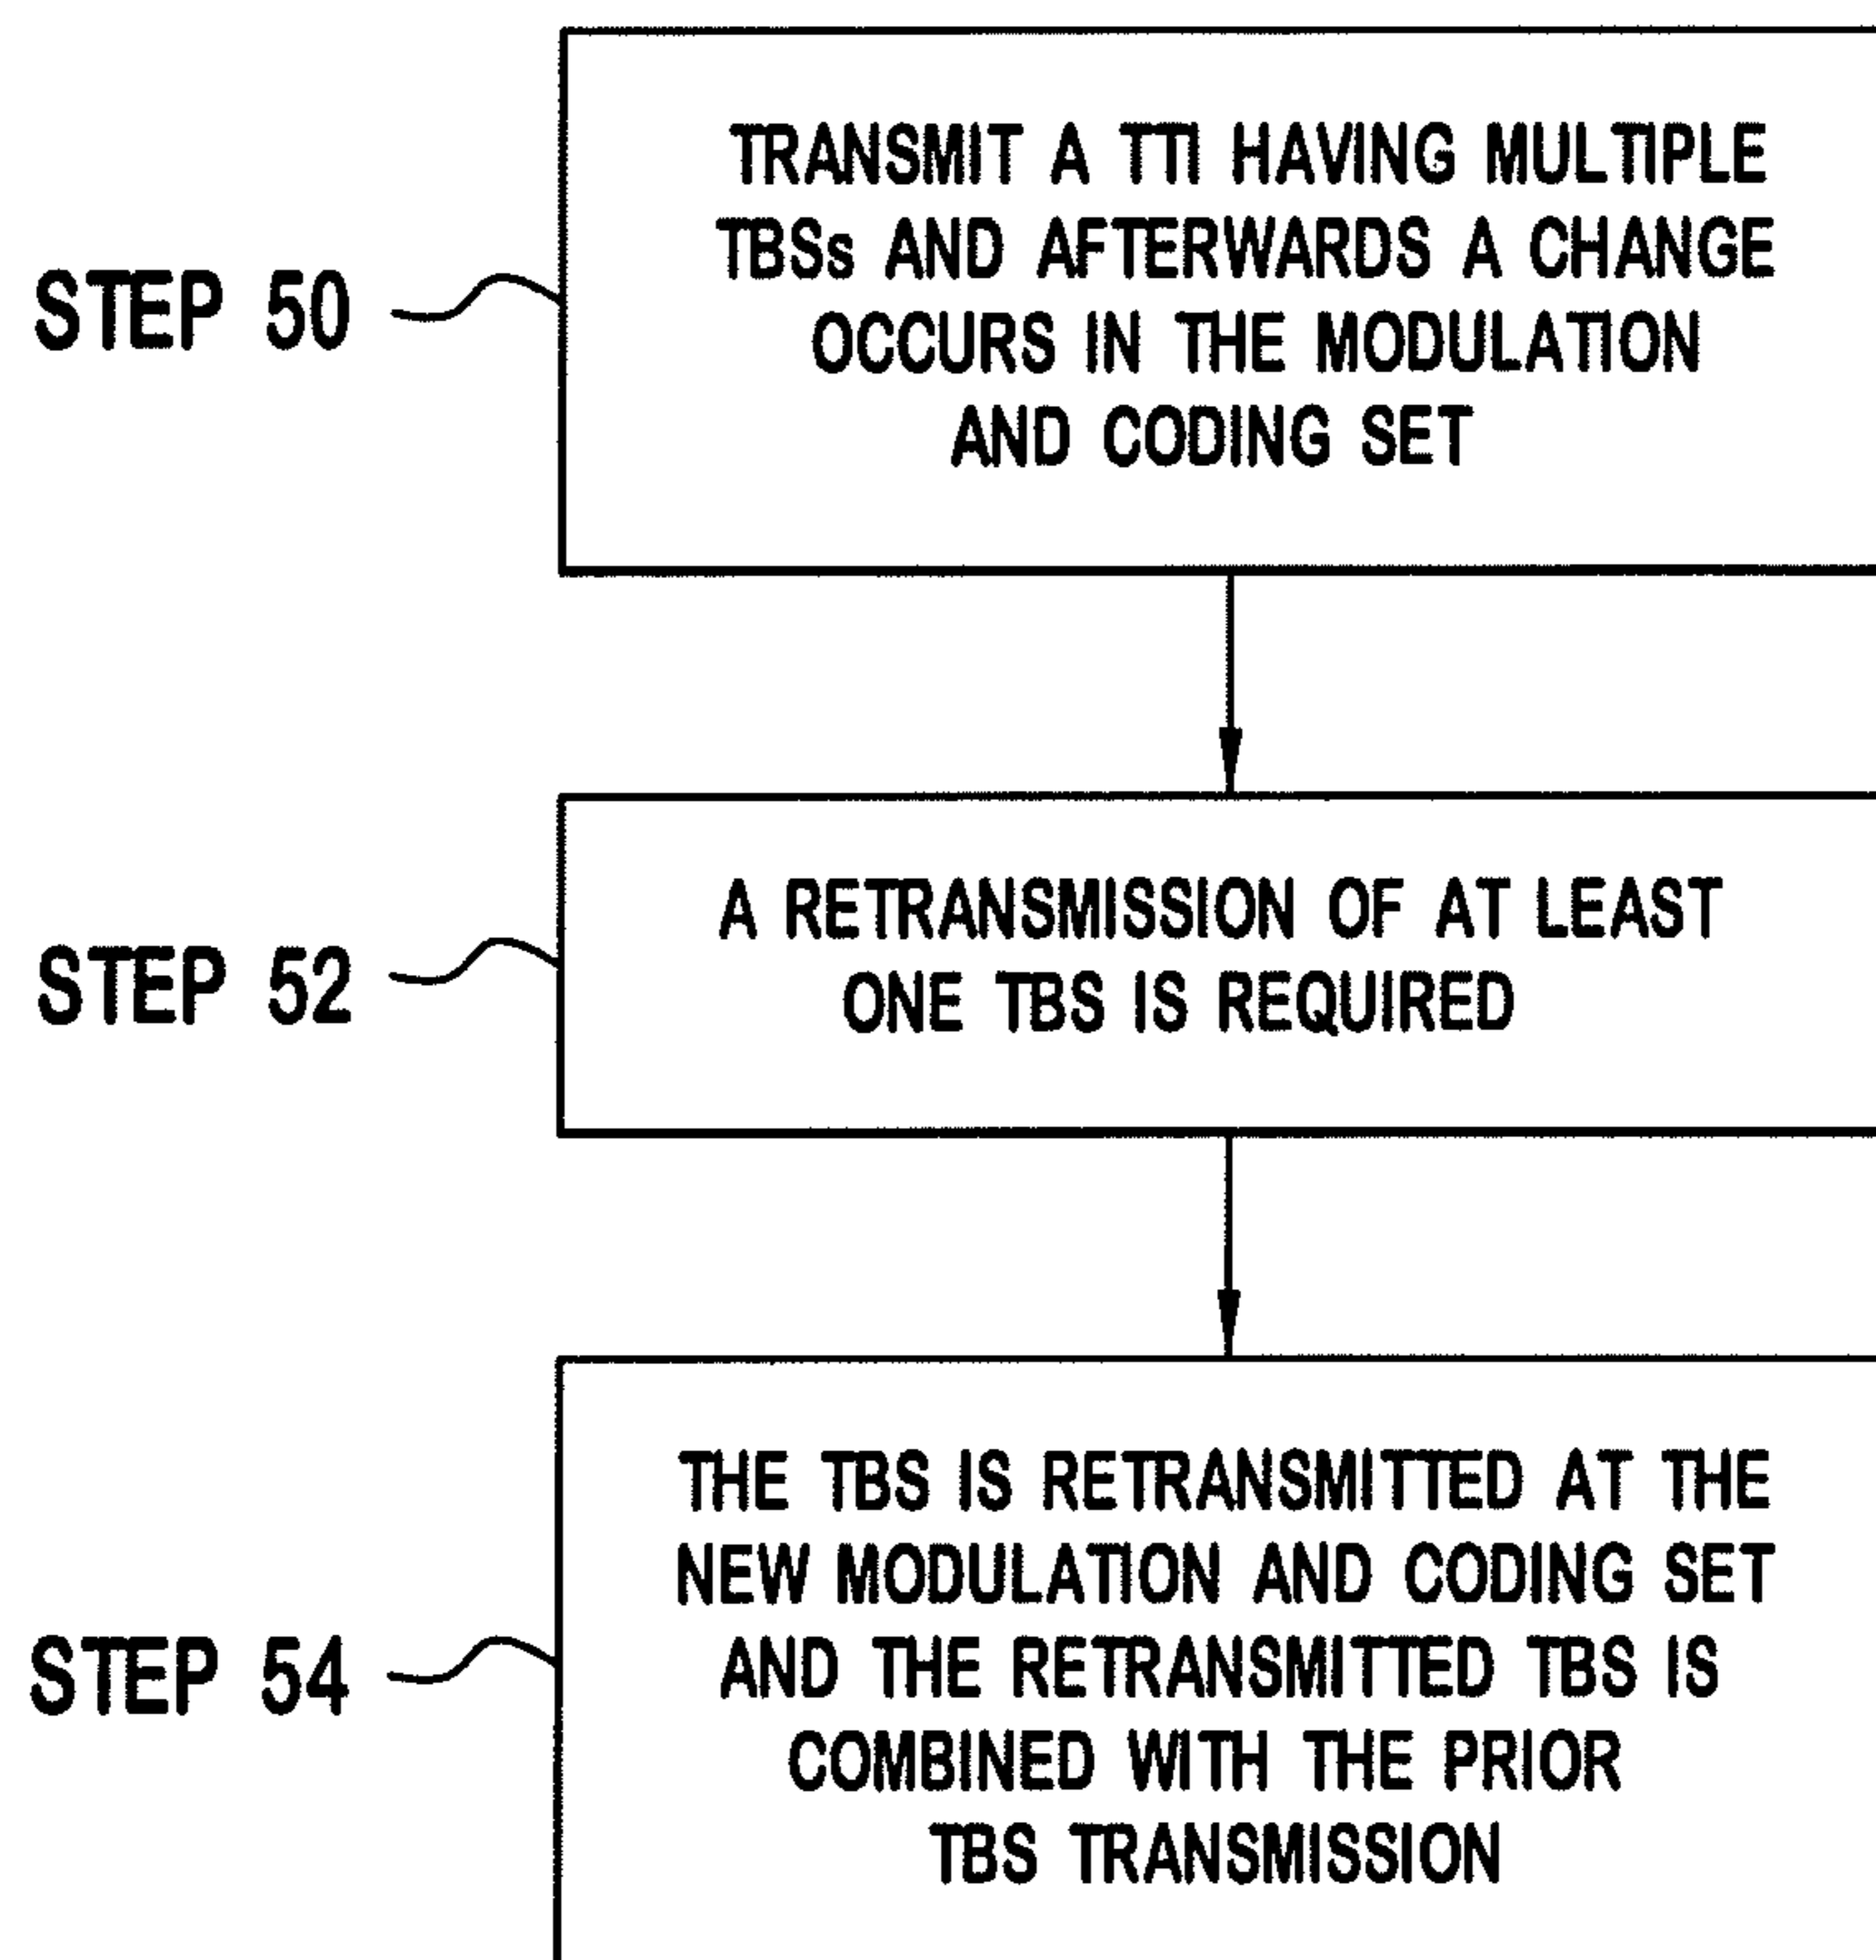 TRANSMIT A TTI HAVING MULTIPLE
TBSs AND AFTERWARDS A CHANGE
OCCURS IN THE MODULATION
AND CODING SET
STEP 50
A RETRANSMISSION OF AT LEAST
ONE TBS IS REQUIRED
STEP 52
THE TBS IS RETRANSMITTED AT THE
NEW MODULATION AND CODING SET
AND THE RETRANSMITTED TBS IS
COMBINED WITH THE PRIOR
TBS TRANSMISSION
STEP 54